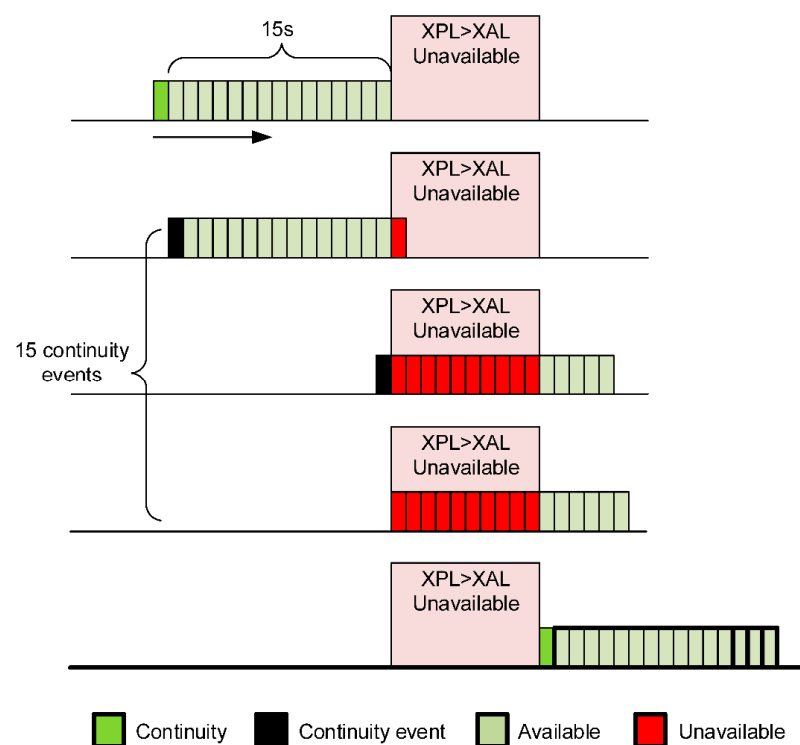 15s
XPL>XAL
Unavailable
XPL>XAL
Unavailable
15 continuity
events
XPL>XAL
Unavailable
XPL>XAL
Unavailable
XPL>XAL
Unavailable
Continuity
Continuity event
Available
Unavailable